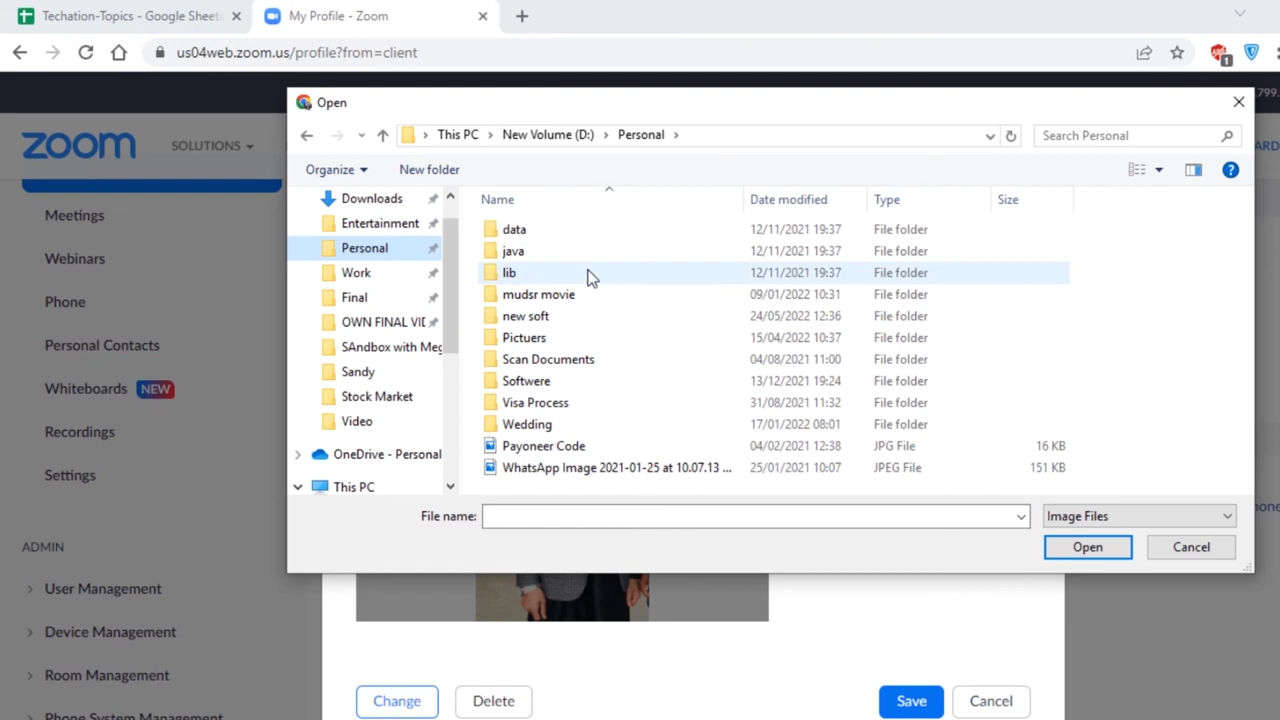 Techation-Topics - Google Sheets
My Profile - Zoom
us04web.zoom.us/profile?from=client
1
Open
799.
zoom
SOLUTIONS
This PC > New Volume (D:) > Personal >
Search Personal
Organize
New folder
Meetings
Webinars
Phone
Personal Contacts
Whiteboards NEW
Recordings
Settings
ADMIN
User Management
Device Management
Room Management
Phone System Management
Downloads
Entertainment
Personal
Work
Final
OWN FINAL VID
SAndbox with Meg
Sandy
Stock Market
Video
OneDrive - Personal
This PC
Name Date modified Type Size
data 12/11/2021 19:37 File folder
java 12/11/2021 19:37 File folder
lib 12/11/2021 19:37 File folder
mudsr movie 09/01/2022 10:31 File folder
new soft 24/05/2022 12:36 File folder
Pictuers 15/04/2022 10:37 File folder
Scan Documents 04/08/2021 11:00 File folder
Softwere 13/12/2021 19:24 File folder
Visa Process 31/08/2021 11:32 File folder
Wedding 17/01/2022 08:01 File folder
Payoneer Code 04/02/2021 12:38 JPG File 16 KB
WhatsApp Image 2021-01-25 at 10.07.13 ... 25/01/2021 10:07 JPEG File 151 KB
File name:
Image Files
Open
Cancel
Change
Delete
Save
Cancel